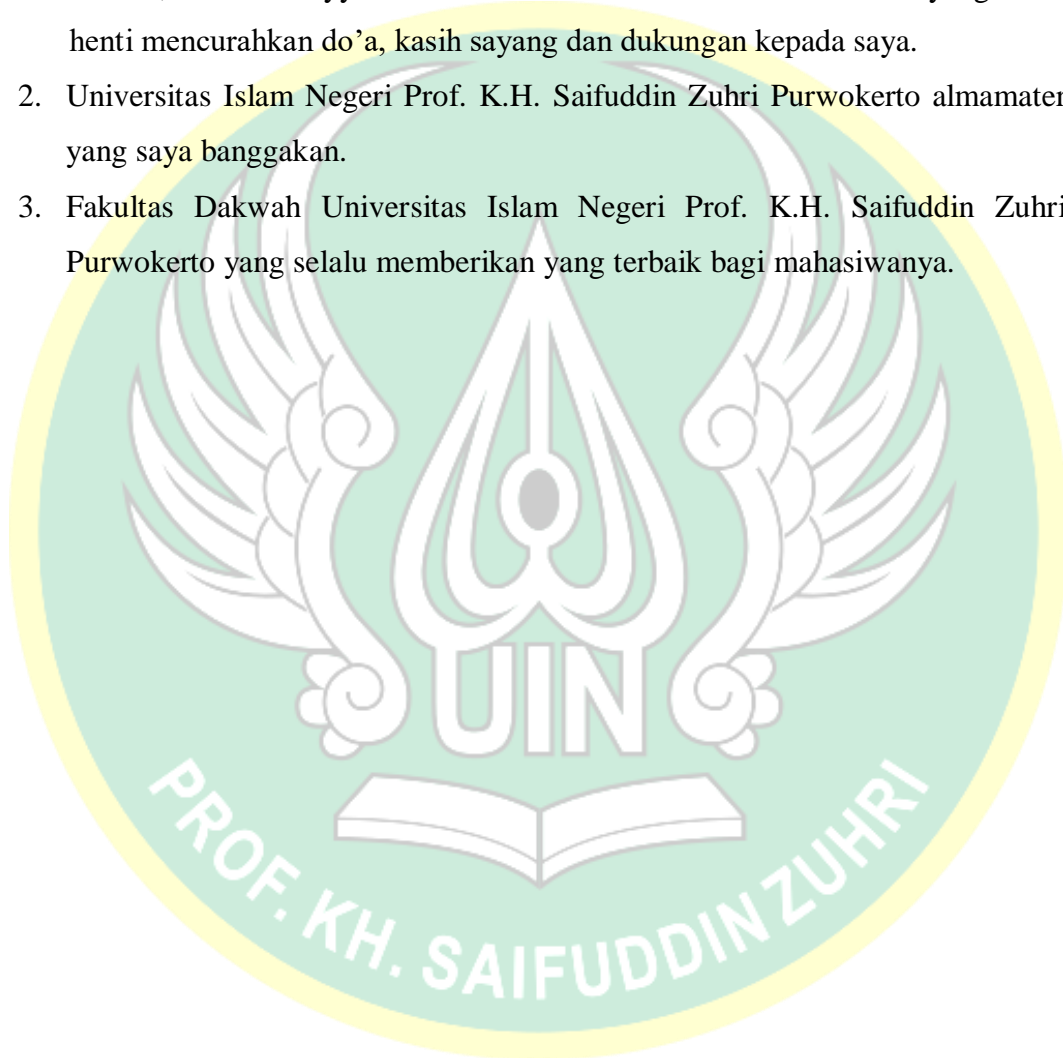 henti mencurahkan do’a, kasih sayang dan dukungan kepada saya.
2. Universitas Islam Negeri Prof. K.H. Saifuddin Zuhri Purwokerto almamater
yang saya banggakan.
3. Fakultas Dakwah Universitas Islam Negeri Prof. K.H. Saifuddin Zuhri
Purwokerto yang selalu memberikan yang terbaik bagi mahasiwanya.
UIN
PROF. KH. SAIFUDDIN ZUHRI